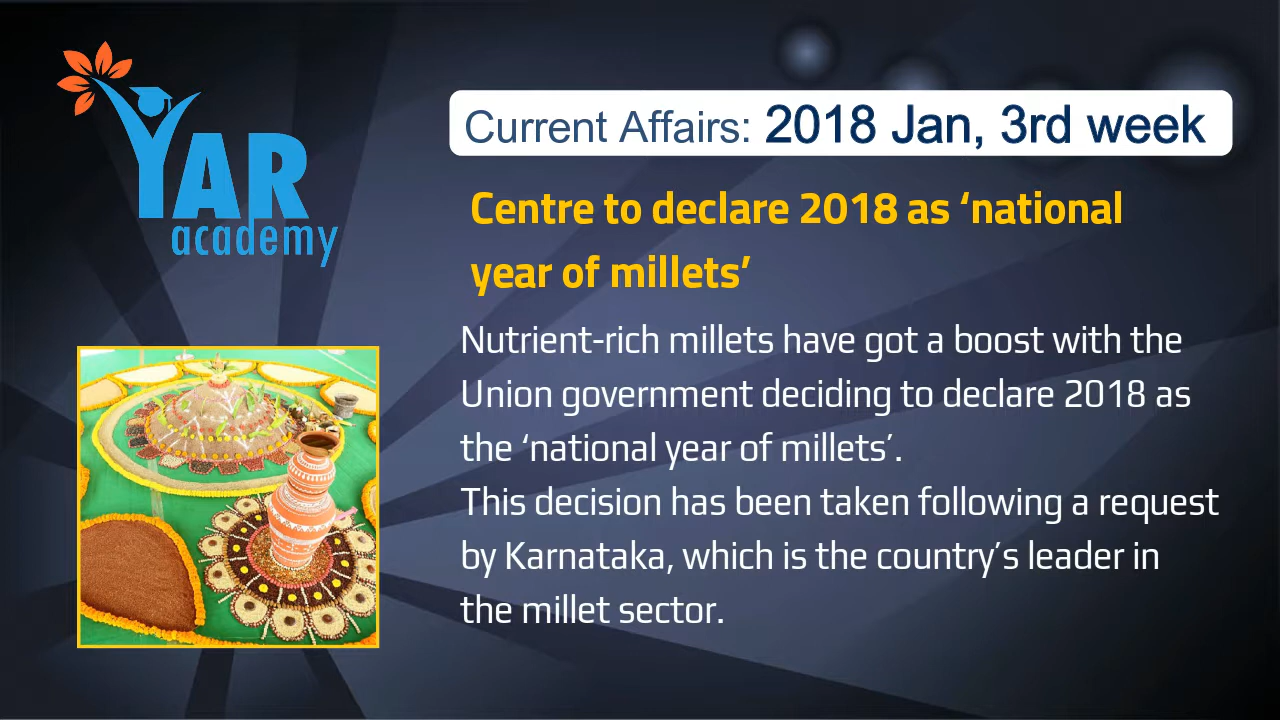 YAR
academy
Current Affairs: 2018 Jan, 3rd week
Centre to declare 2018 as ‘national
year of millets’
Nutrient-rich millets have got a boost with the
Union government deciding to declare 2018 as
the ‘national year of millets’.
This decision has been taken following a request
by Karnataka, which is the country’s leader in
the millet sector.